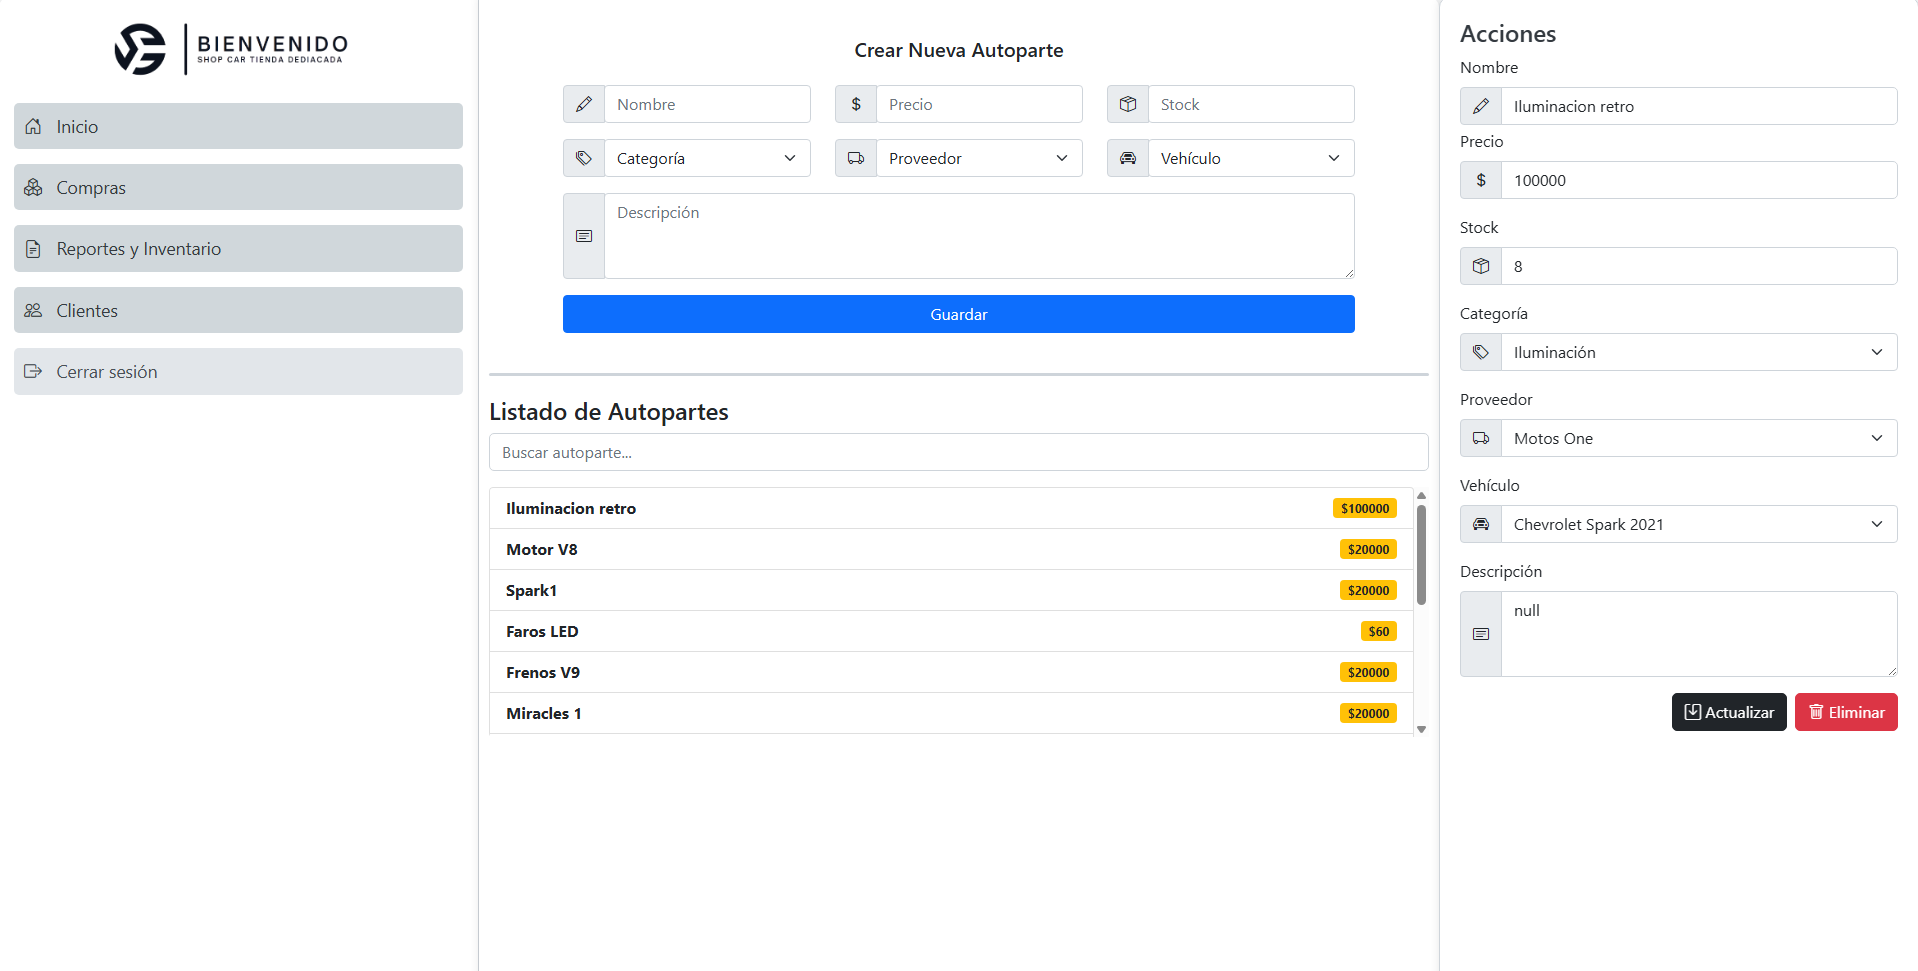 BIENVENIDO
SHOP CAR TIENDA DEDIACADA
Inicio
Compras
Reportes y Inventario
Clientes
Cerrar sesión
Crear Nueva Autoparte
Nombre
$ Precio
Stock
Categoría
Proveedor
Vehículo
Descripción
Guardar
Listado de Autopartes
Buscar autoparte...
Iluminacion retro $100000
Motor V8 $20000
Spark1 $20000
Faros LED $60
Frenos V9 $20000
Miracles 1 $20000
Acciones
Nombre
Iluminacion retro
Precio
$ 100000
Stock
8
Categoría
Iluminación
Proveedor
Motos One
Vehículo
Chevrolet Spark 2021
Descripción
null
Actualizar
Eliminar